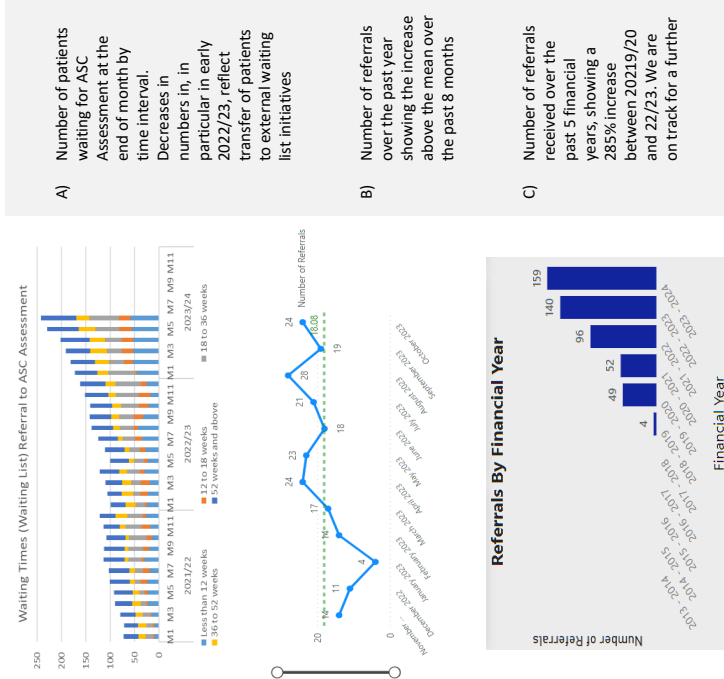 Waiting Times (Waiting List) Referral to ASC Assessment
250
200
150
100
50
0
M1 M3 M5 M7 M9 M11 M1 M3 M5 M7 M9 M11 M1 M3 M5 M7 M9 M11
2021/22 2022/23 2023/24
Less than 12 weeks 12 to 18 weeks 18 to 36 weeks
36 to 52 weeks 52 weeks and above
A) Number of patients
waiting for ASC
Assessment at the
end of month by
time interval.
Decreases in
numbers in, in
particular in early
2022/23, reflect
transfer of patients
to external waiting
list initiatives
Number of Referrals
20
0
14 11 4 14 17 24 23 18 21 28 19 24
18.08
November ...
December 2022
January 2023
February 2023
March 2023
April 2023
May 2023
June 2023
July 2023
August 2023
September 2023
October 2023
B) Number of referrals
over the past year
showing the increase
above the mean over
the past 8 months
Referrals By Financial Year
Number of Referrals
4 49 52 96 140 159
2013 - 2014
2014 - 2015
2015 - 2016
2016 - 2017
2017 - 2018
2018 - 2019
2019 - 2020
2020 - 2021
2021 - 2022
2022 - 2023
2023 - 2024
Financial Year
C) Number of referrals
received over the
past 5 financial
years, showing a
285% increase
between 20219/20
and 22/23. We are
on track for a further